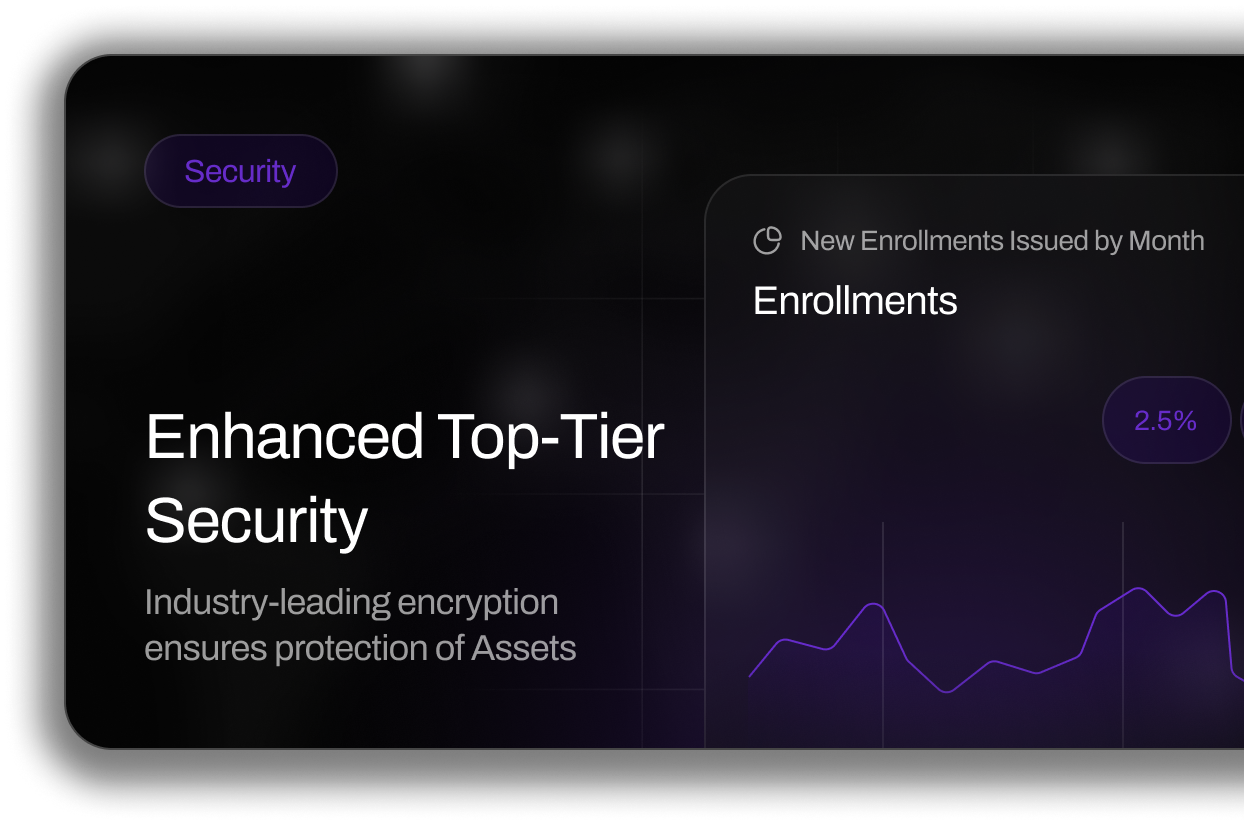 Security
New Enrollments Issued by Month
Enrollments
2.5%
Enhanced Top-Tier
Security
Industry-leading encryption
ensures protection of Assets